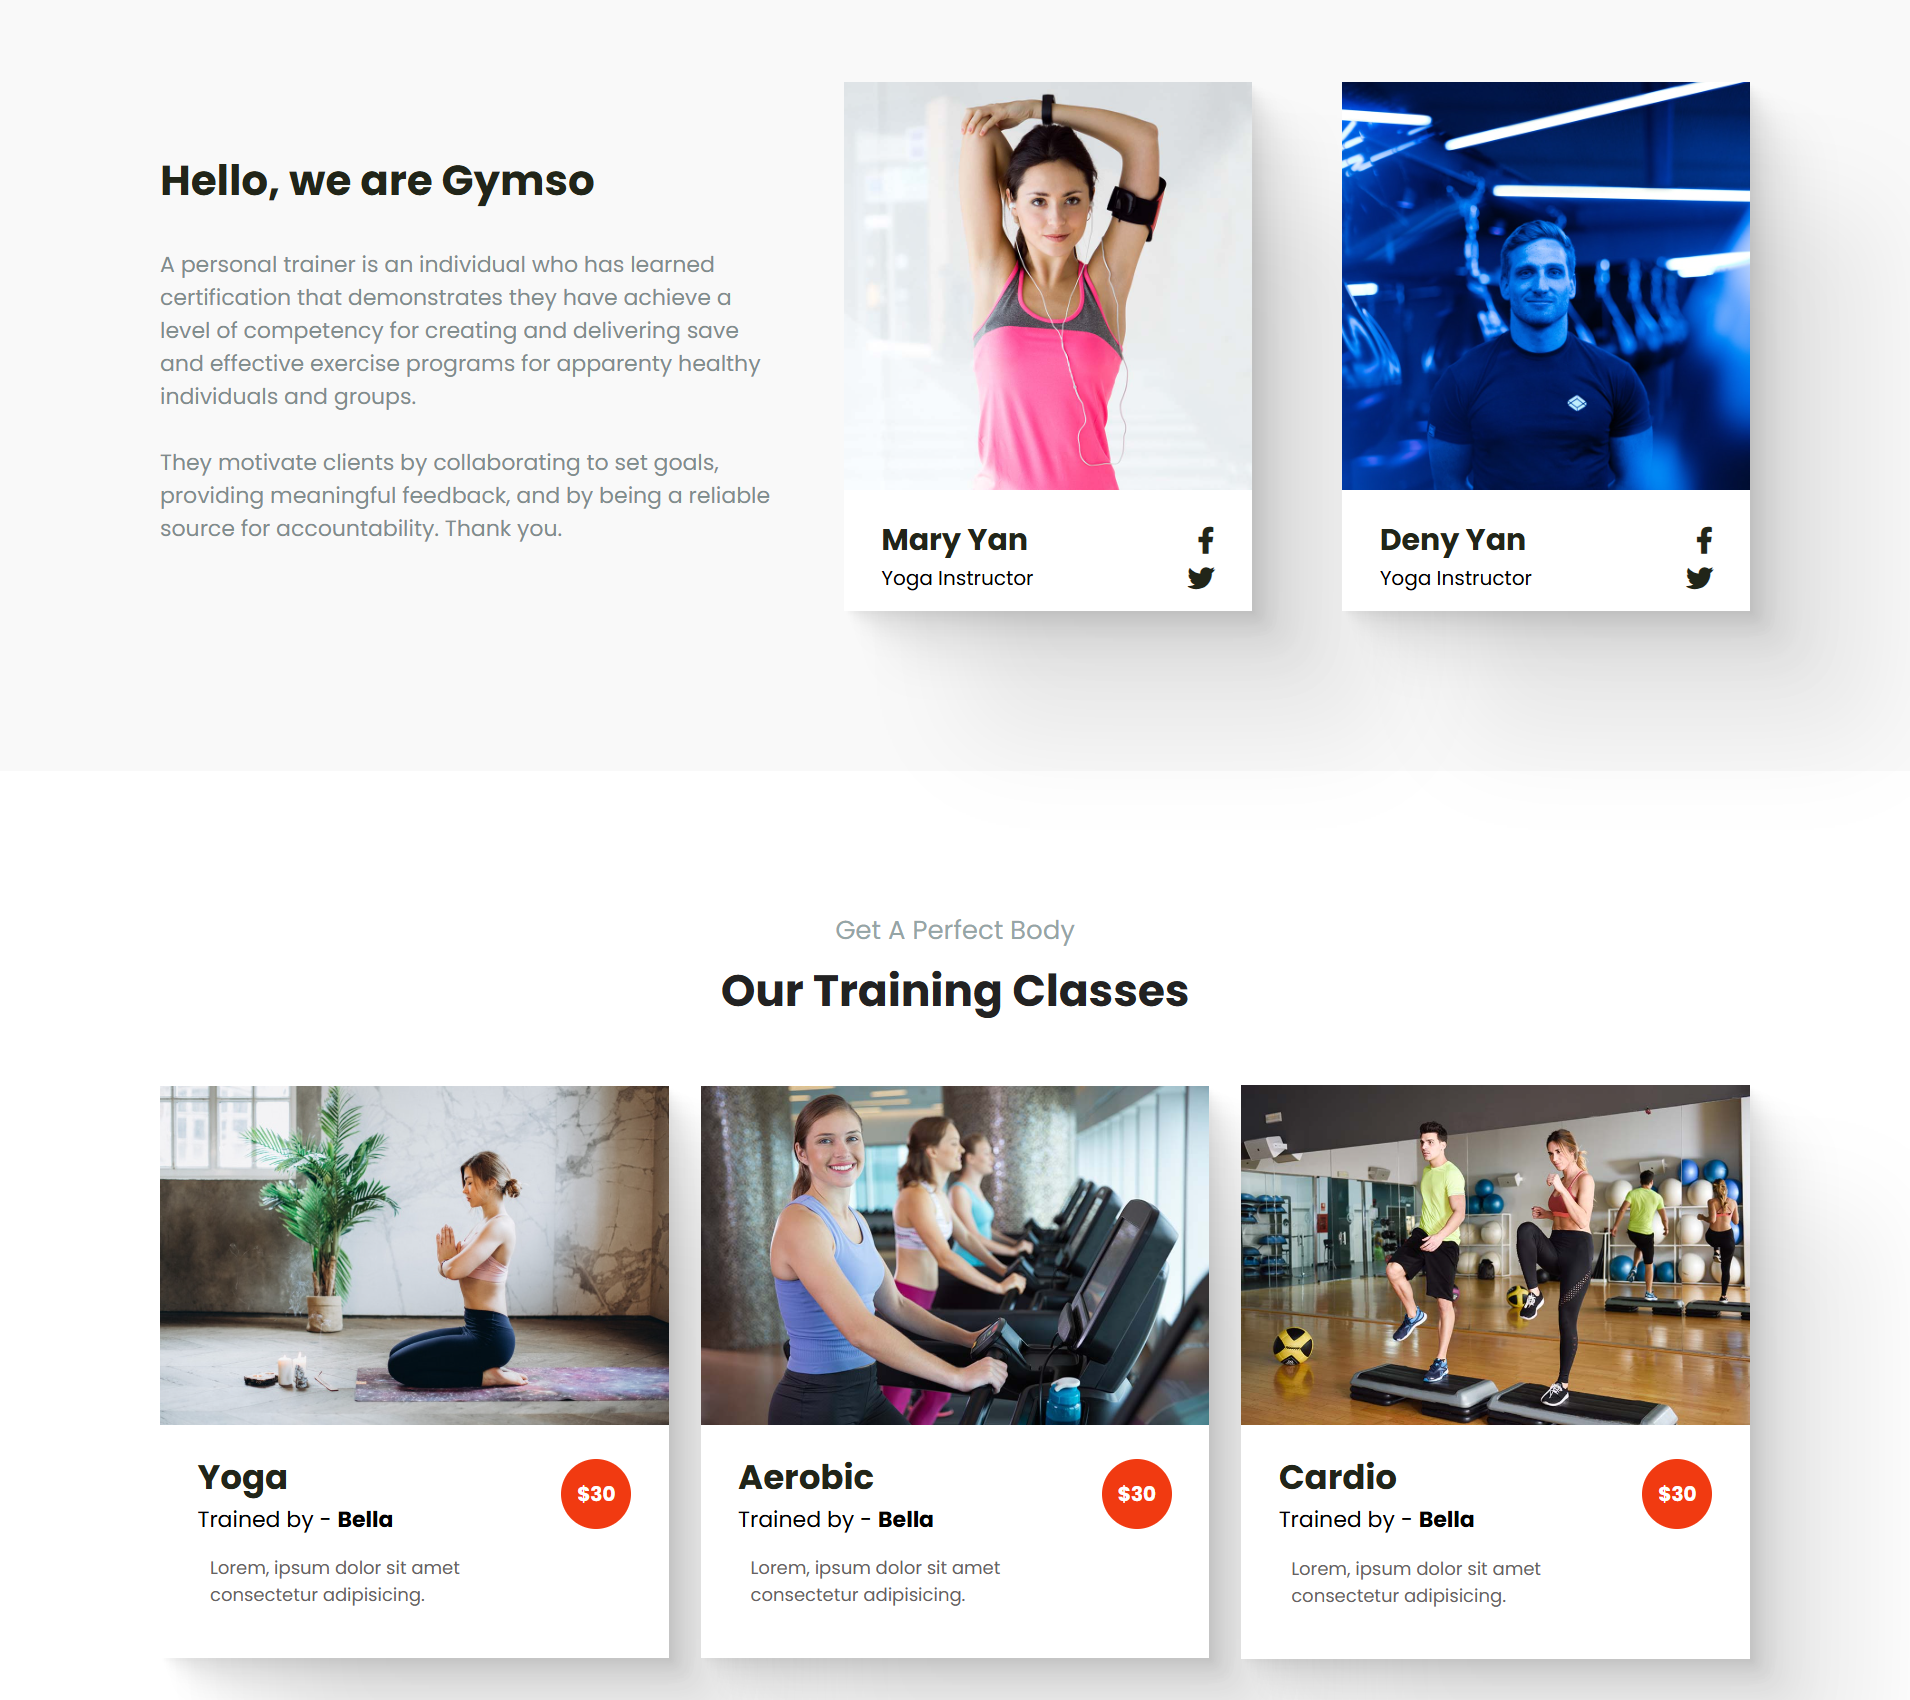 Hello, we are Gymso
A personal trainer is an individual who has learned
certification that demonstrates they have achieve a
level of competency for creating and delivering save
and effective exercise programs for apparenty healthy
individuals and groups.
They motivate clients by collaborating to set goals,
providing meaningful feedback, and by being a reliable
source for accountability. Thank you.
Mary Yan
Yoga Instructor
Deny Yan
Yoga Instructor
Get A Perfect Body
Our Training Classes
Yoga
$30
Trained by - Bella
Lorem, ipsum dolor sit amet
consectetur adipisicing.
Aerobic
$30
Trained by - Bella
Lorem, ipsum dolor sit amet
consectetur adipisicing.
Cardio
$30
Trained by - Bella
Lorem, ipsum dolor sit amet
consectetur adipisicing.